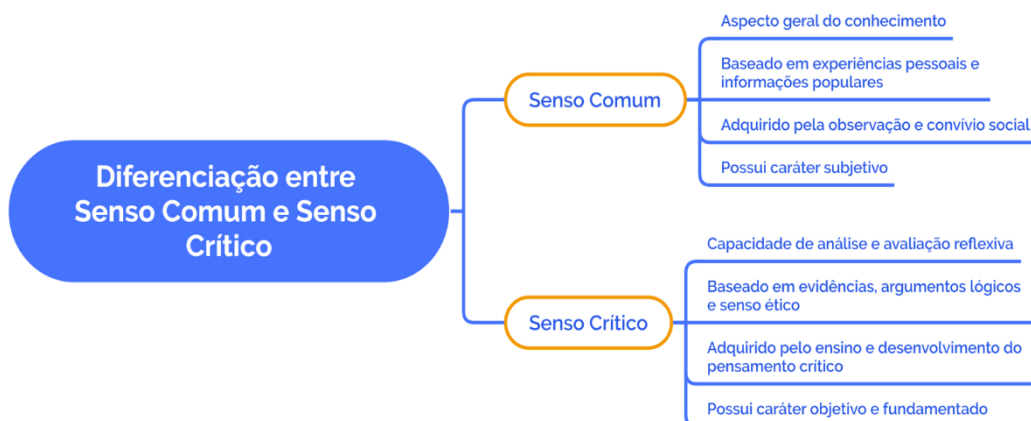 Diferenciação entre
Senso Comum e Senso
Crítico
Senso Comum
Aspecto geral do conhecimento
Baseado em experiências pessoais e
informações populares
Adquirido pela observação e convívio social
Possui caráter subjetivo
Senso Crítico
Capacidade de análise e avaliação reflexiva
Baseado em evidências, argumentos lógicos
e senso ético
Adquirido pelo ensino e desenvolvimento do
pensamento crítico
Possui caráter objetivo e fundamentado